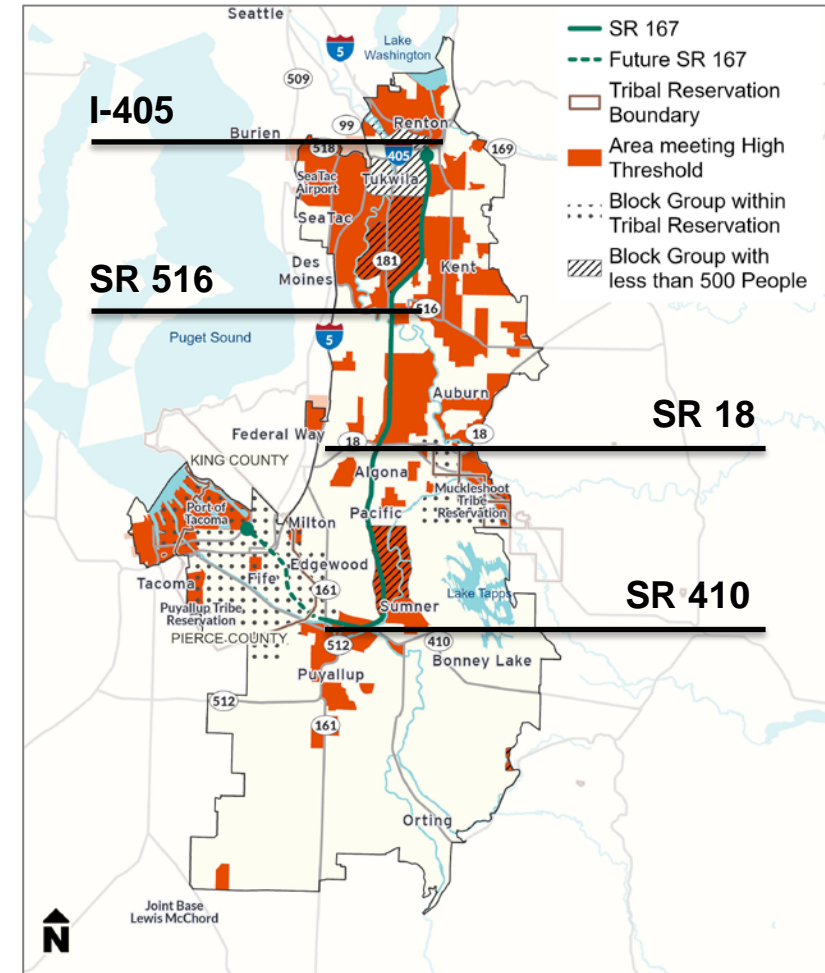 Seattle
5
Lake
Washington
509
I-405
99
Renton
Burien
518
405
169
SeaTac
Airport
Tukwila
SeaTac
181
Kent
Des
Moines
SR 516
516
Puget Sound
5
Auburn
SR 18
Federal Way
18
18
KING COUNTY
Algona
Muckleshoot
Tribe
Reservation
Port of
Tacoma
Pacific
Milton
Edgewood
Tacoma
Fife
161
Lake Tapps
Puyallup Tribe
Reservation
Sumner
SR 410
PIERCE COUNTY
512
410
Bonney Lake
Puyallup
512
161
Orting
Joint Base
Lewis McChord
N
SR 167
Future SR 167
Tribal Reservation
Boundary
Area meeting High
Threshold
Block Group within
Tribal Reservation
Block Group with
less than 500 People